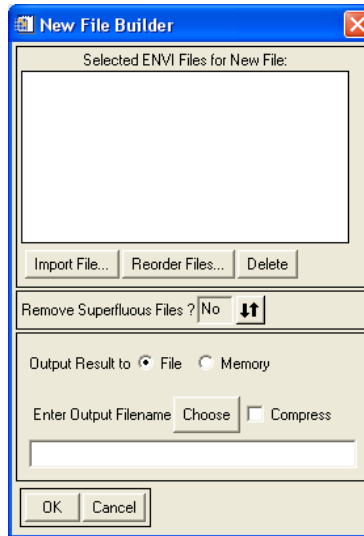 New File Builder
Selected ENVI Files for New File:
Import File... Reorder Files... Delete
Remove Superfluous Files ? No
Output Result to File Memory
Enter Output Filename Choose Compress
OK Cancel